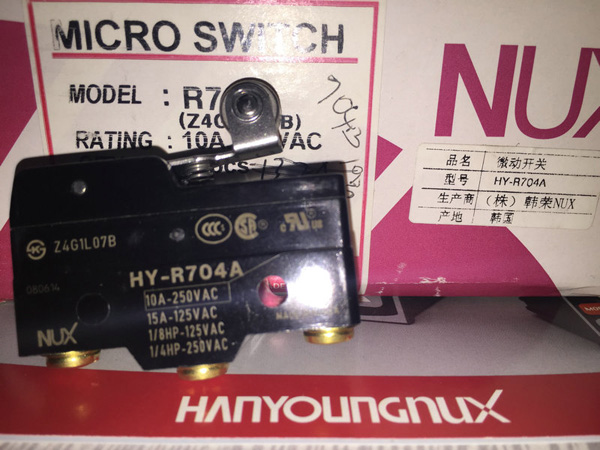 MICRO SWITCH
NUX
MODEL :
RATING : 10A
VAC
品名 微动开关
型号 HY-R704A
生产商 （株）韩荣NUX
产地 韩国
Z4G1L07B
HY-R704A
080614
10A-250VAC
15A-125VAC
1/8HP-125VAC
1/4HP-250VAC
NUX
HANYOUNGNUX